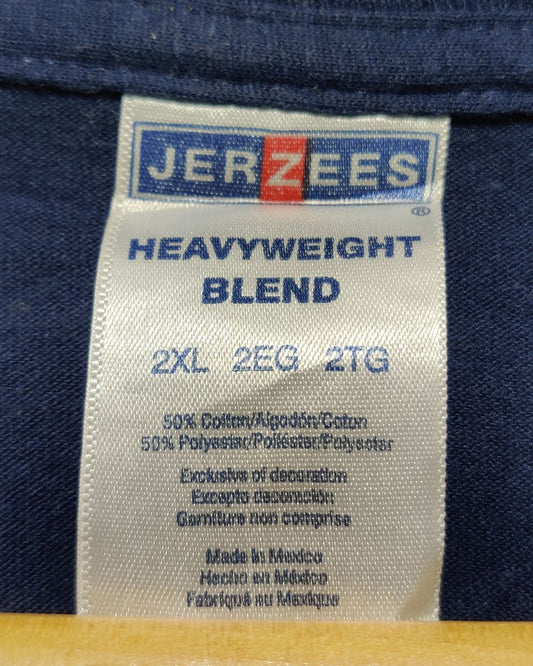 JERZEES
®
HEAVYWEIGHT
BLEND
2XL 2EG 2TG
50% Cotton/Algodón/Coton
50% Polyester/Poliéster/Polyester
Exclusive of decoration
Excepto decoración
Garniture non comprise
Made in Mexico
Hecho en México
Fabriqué au Mexique